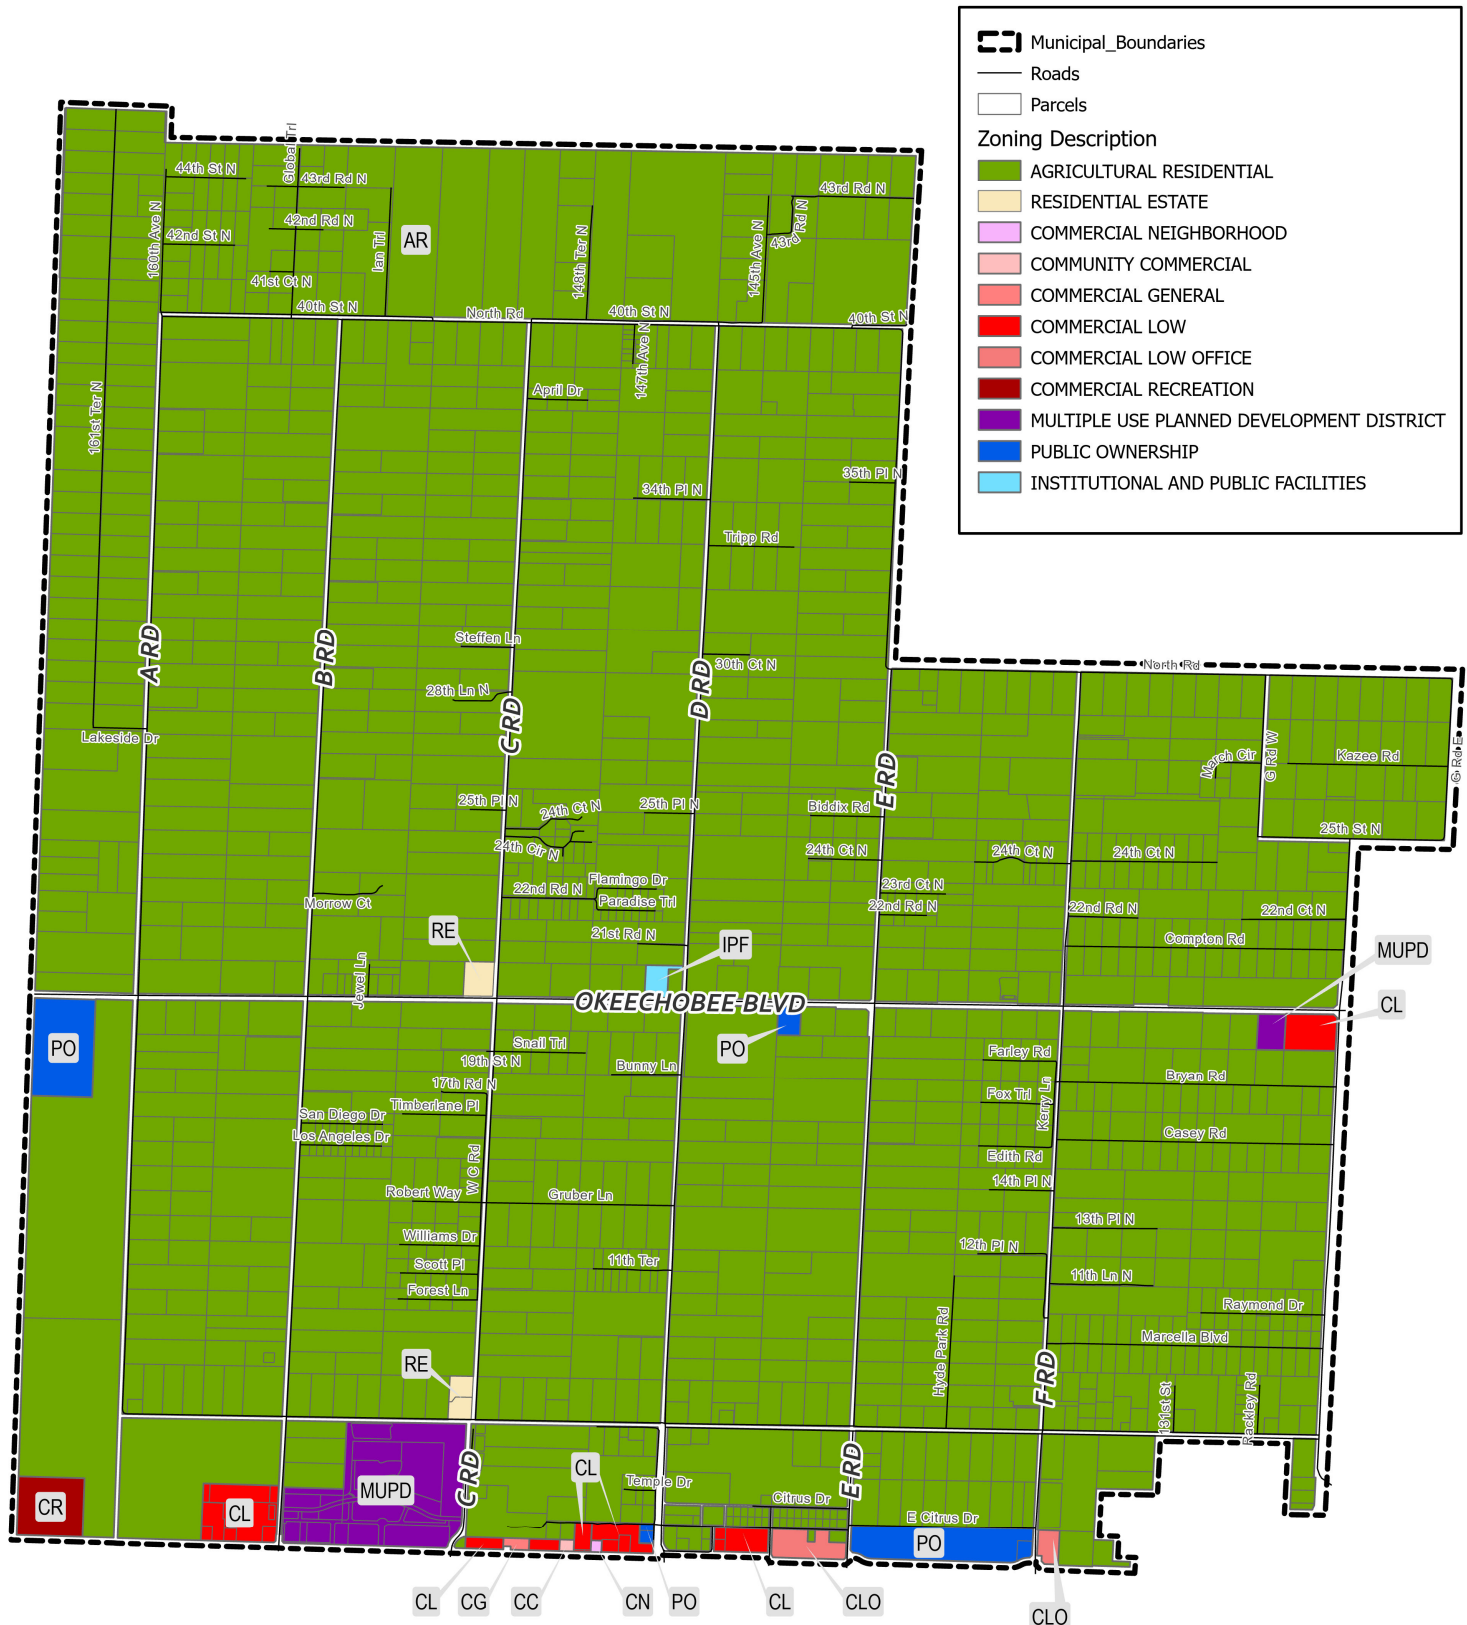 Municipal_Boundaries
Roads
Parcels
Zoning Description
AGRICULTURAL RESIDENTIAL
RESIDENTIAL ESTATE
COMMERCIAL NEIGHBORHOOD
COMMUNITY COMMERCIAL
COMMERCIAL GENERAL
COMMERCIAL LOW
COMMERCIAL LOW OFFICE
COMMERCIAL RECREATION
MULTIPLE USE PLANNED DEVELOPMENT DISTRICT
PUBLIC OWNERSHIP
INSTITUTIONAL AND PUBLIC FACILITIES
Global Trl
44th St N
43rd Rd N
43rd Rd N
160th Ave N
42nd Rd N
42nd St N
Ian Trl
AR
148th Ter N
145th Ave N
43rd Rd N
41st Ct N
40th St N
North Rd
40th St N
40th St N
147th Ave N
161st Ter N
April Dr
35th Pl N
34th Pl N
Tripp Rd
A RD
B RD
Steffen Ln
30th Ct N
North Rd
28th Ln N
C RD
D RD
Lakeside Dr
E RD
March Cir
G Rd W
Kazee Rd
G Rd E
25th Pl N
24th Ct N
25th Pl N
Biddix Rd
25th St N
24th Cir N
24th Ct N
24th Ct N
24th Ct N
Flamingo Dr
22nd Rd N
Paradise Trl
23rd Ct N
22nd Rd N
22nd Rd N
22nd Ct N
Morrow Ct
RE
21st Rd N
IPF
Compton Rd
MUPD
Jewel Ln
OKEECHOBEE BLVD
CL
PO
Snail Trl
PO
Farley Rd
19th St N
Bunny Ln
Bryan Rd
17th Rd N
Timberlane Pl
Fox Trl
Kerry Ln
San Diego Dr
Los Angeles Dr
Casey Rd
W C Rd
Edith Rd
14th Pl N
Robert Way
Gruber Ln
13th Pl N
Williams Dr
12th Pl N
Scott Pl
11th Ter
11th Ln N
Forest Ln
Raymond Dr
Hyde Park Rd
Marcella Blvd
RE
F RD
131st St
Rackley Rd
C RD
CL
E RD
Temple Dr
MUPD
Citrus Dr
CR
CL
E Citrus Dr
PO
CL
CG
CC
CN
PO
CL
CLO
CLO